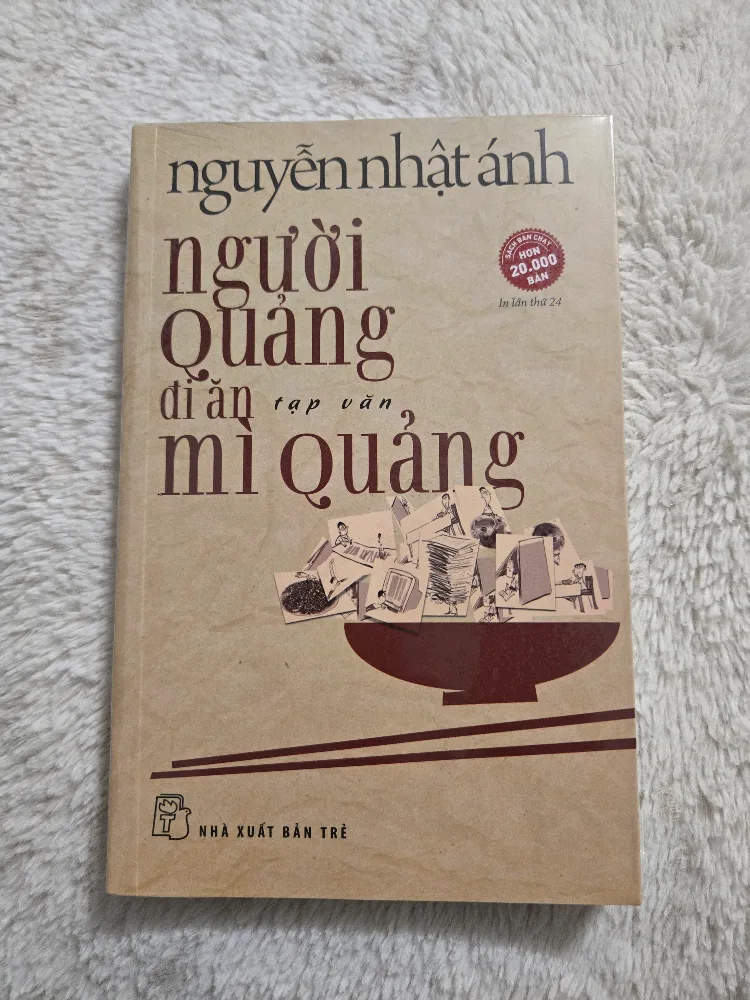 nguyễn nhật ánh
người
Quảng
đi ăn
tạp văn
mì Quảng
SÁCH BÁN CHẠY
HƠN
20.000
BẢN
In lần thứ 24
T
NHÀ XUẤT BẢN TRẺ